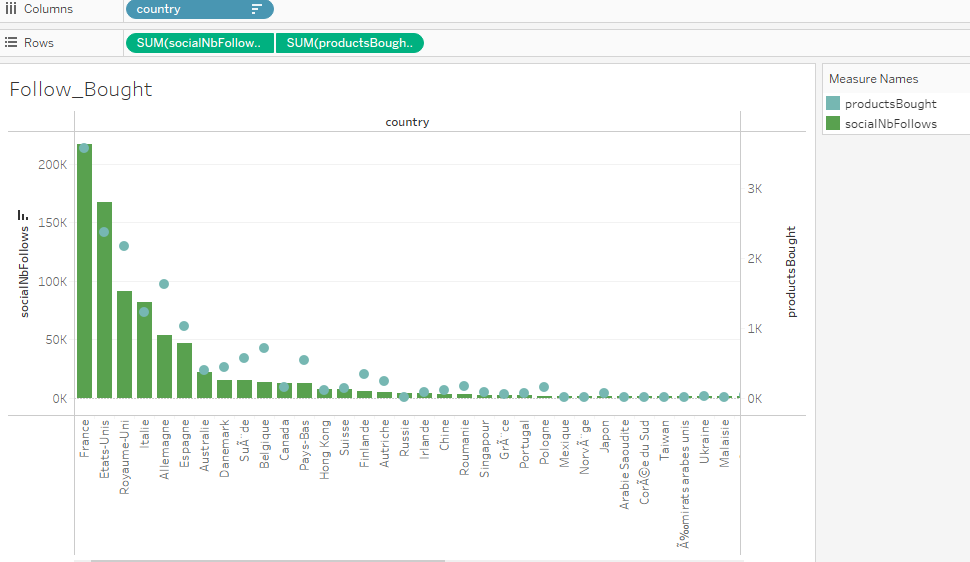 Columns
country
Rows
SUM(socialNbFollow..
SUM(productsBough..
Follow_Bought
country
200K
150K
100K
50K
0K
socialNbFollows
3K
2K
1K
0K
productsBought
France
Etats-Unis
Royaume-Uni
Italie
Allemagne
Espagne
Australie
Danemark
SuÃ¨de
Belgique
Canada
Pays-Bas
Hong Kong
Suisse
Finlande
Autriche
Russie
Irlande
Chine
Roumanie
Singapour
GrÃ¨ce
Portugal
Pologne
Mexique
NorvÃ¨ge
Japon
Arabie Saoudite
CorÃ©e du Sud
Taiwan
Ã‰mirats arabes unis
Ukraine
Malaisie
Measure Names
productsBought
socialNbFollows